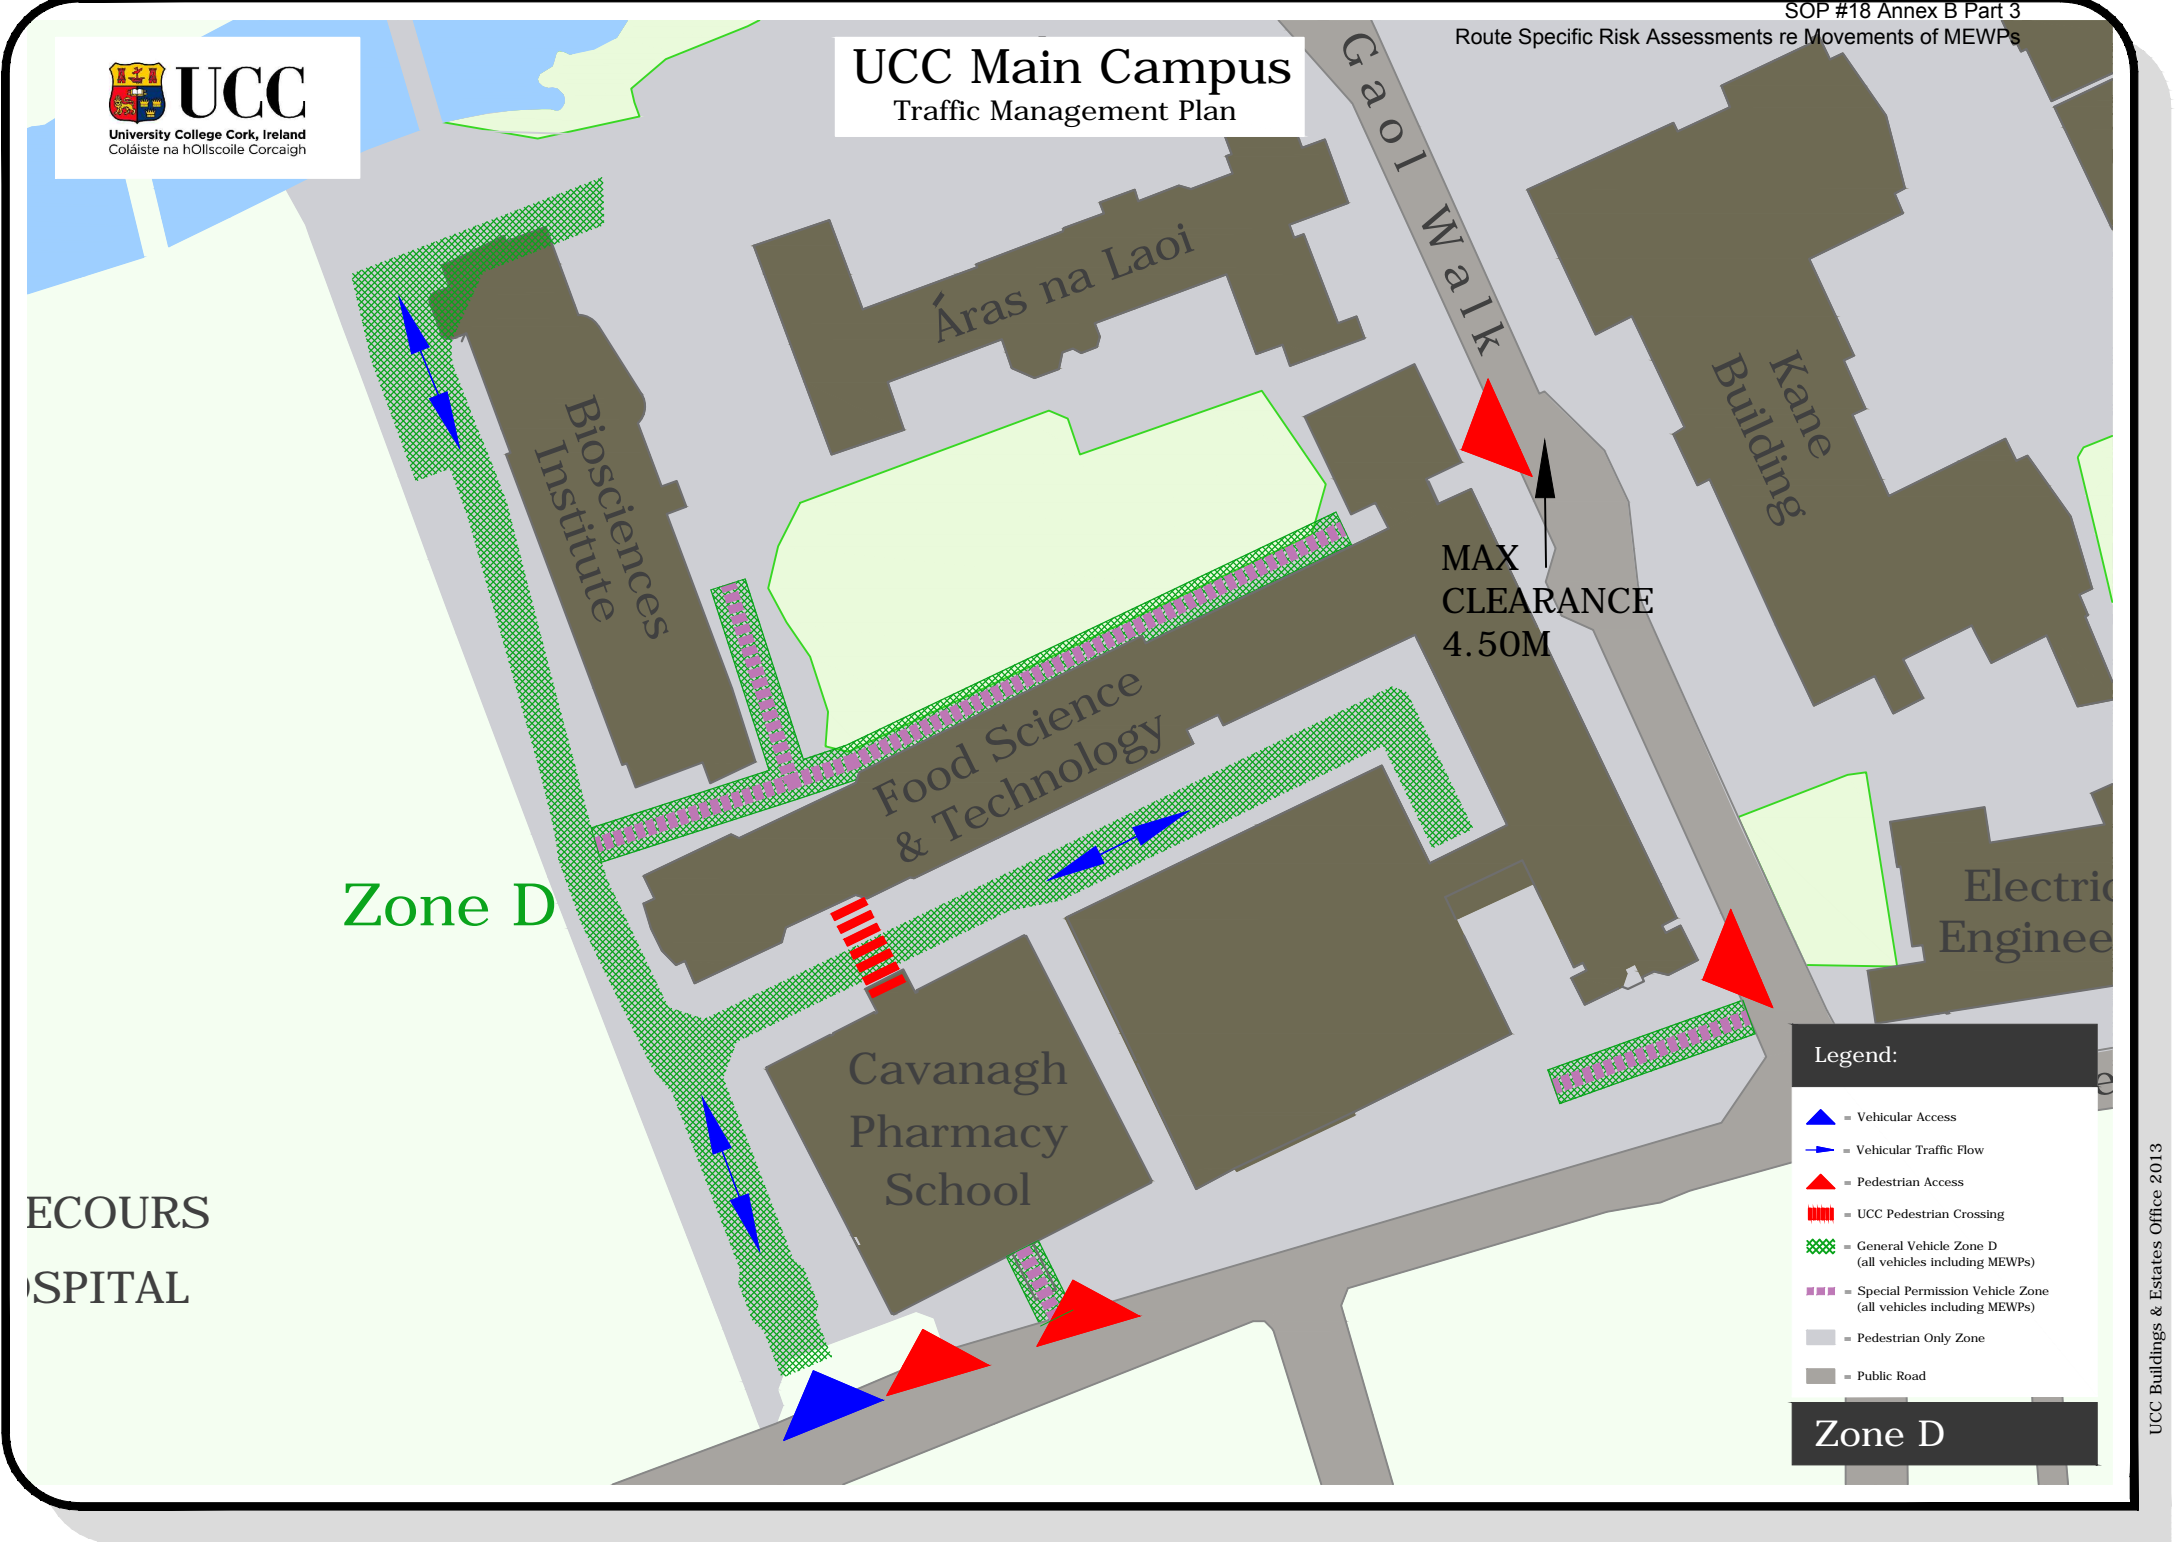 SOP #18 Annex B Part 3
Route Specific Risk Assessments re Movements of MEWPs
UCC
University College Cork, Ireland
Coláiste na hOllscoile Corcaigh
UCC Main Campus
Traffic Management Plan
Gaol Walk
Áras na Laoi
Kane
Building
Biosciences
Institute
MAX
CLEARANCE
4.50M
Food Science
& Technology
Zone D
Electric
Enginee
Cavanagh
Pharmacy
School
ECOURS
OSPITAL
Legend:
= Vehicular Access
= Vehicular Traffic Flow
= Pedestrian Access
= UCC Pedestrian Crossing
= General Vehicle Zone D
(all vehicles including MEWPs)
= Special Permission Vehicle Zone
(all vehicles including MEWPs)
= Pedestrian Only Zone
= Public Road
Zone D
e
UCC Buildings & Estates Office 2013